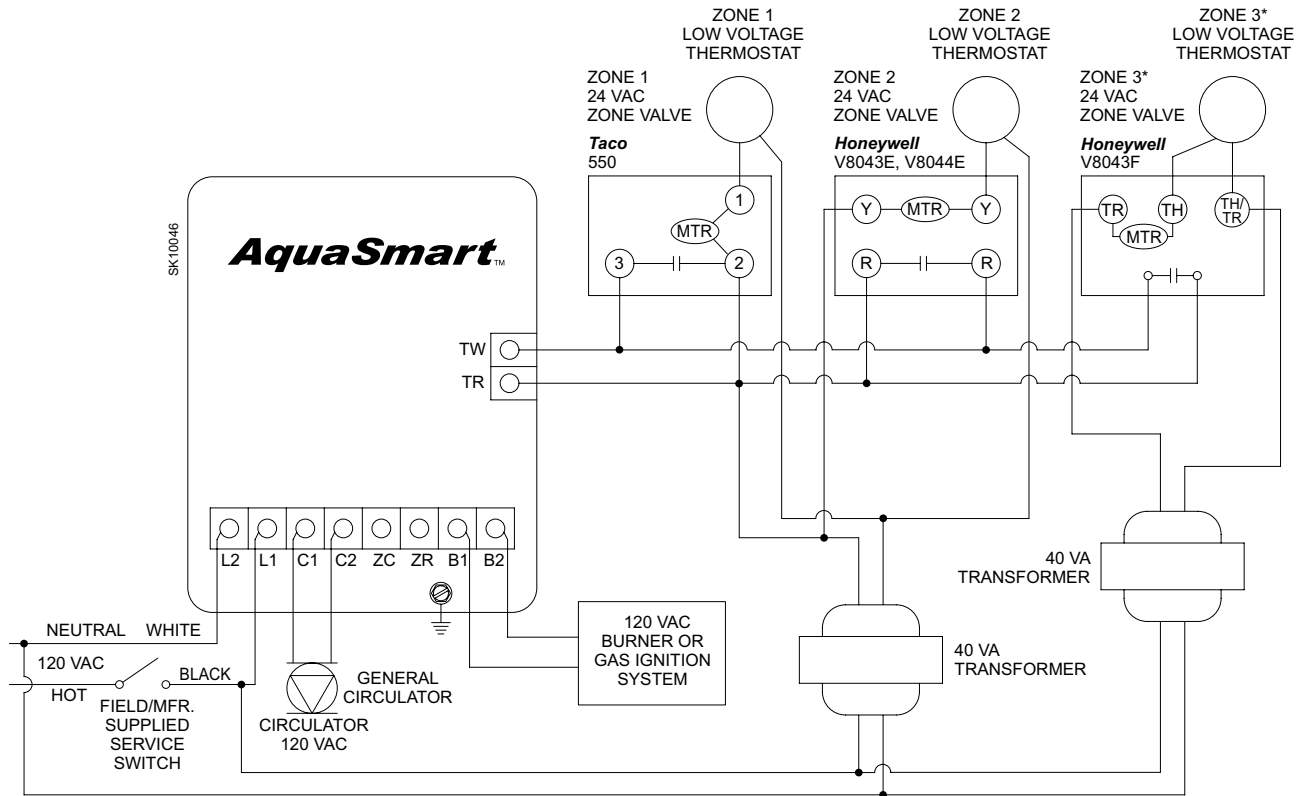 ZONE 1
LOW VOLTAGE
THERMOSTAT
ZONE 2
LOW VOLTAGE
THERMOSTAT
ZONE 3*
LOW VOLTAGE
THERMOSTAT
ZONE 1
24 VAC
ZONE VALVE
Taco
550
ZONE 2
24 VAC
ZONE VALVE
Honeywell
V8043E, V8044E
ZONE 3*
24 VAC
ZONE VALVE
Honeywell
V8043F
1
MTR
3
2
Y
MTR
Y
R
R
TR
TH
TH/
TR
MTR
SK10046
AquaSmart™
TW
TR
L2
L1
C1
C2
ZC
ZR
B1
B2
NEUTRAL WHITE
120 VAC
HOT
BLACK
FIELD/MFR.
SUPPLIED
SERVICE
SWITCH
GENERAL
CIRCULATOR
CIRCULATOR
120 VAC
120 VAC
BURNER OR
GAS IGNITION
SYSTEM
40 VA
TRANSFORMER
40 VA
TRANSFORMER